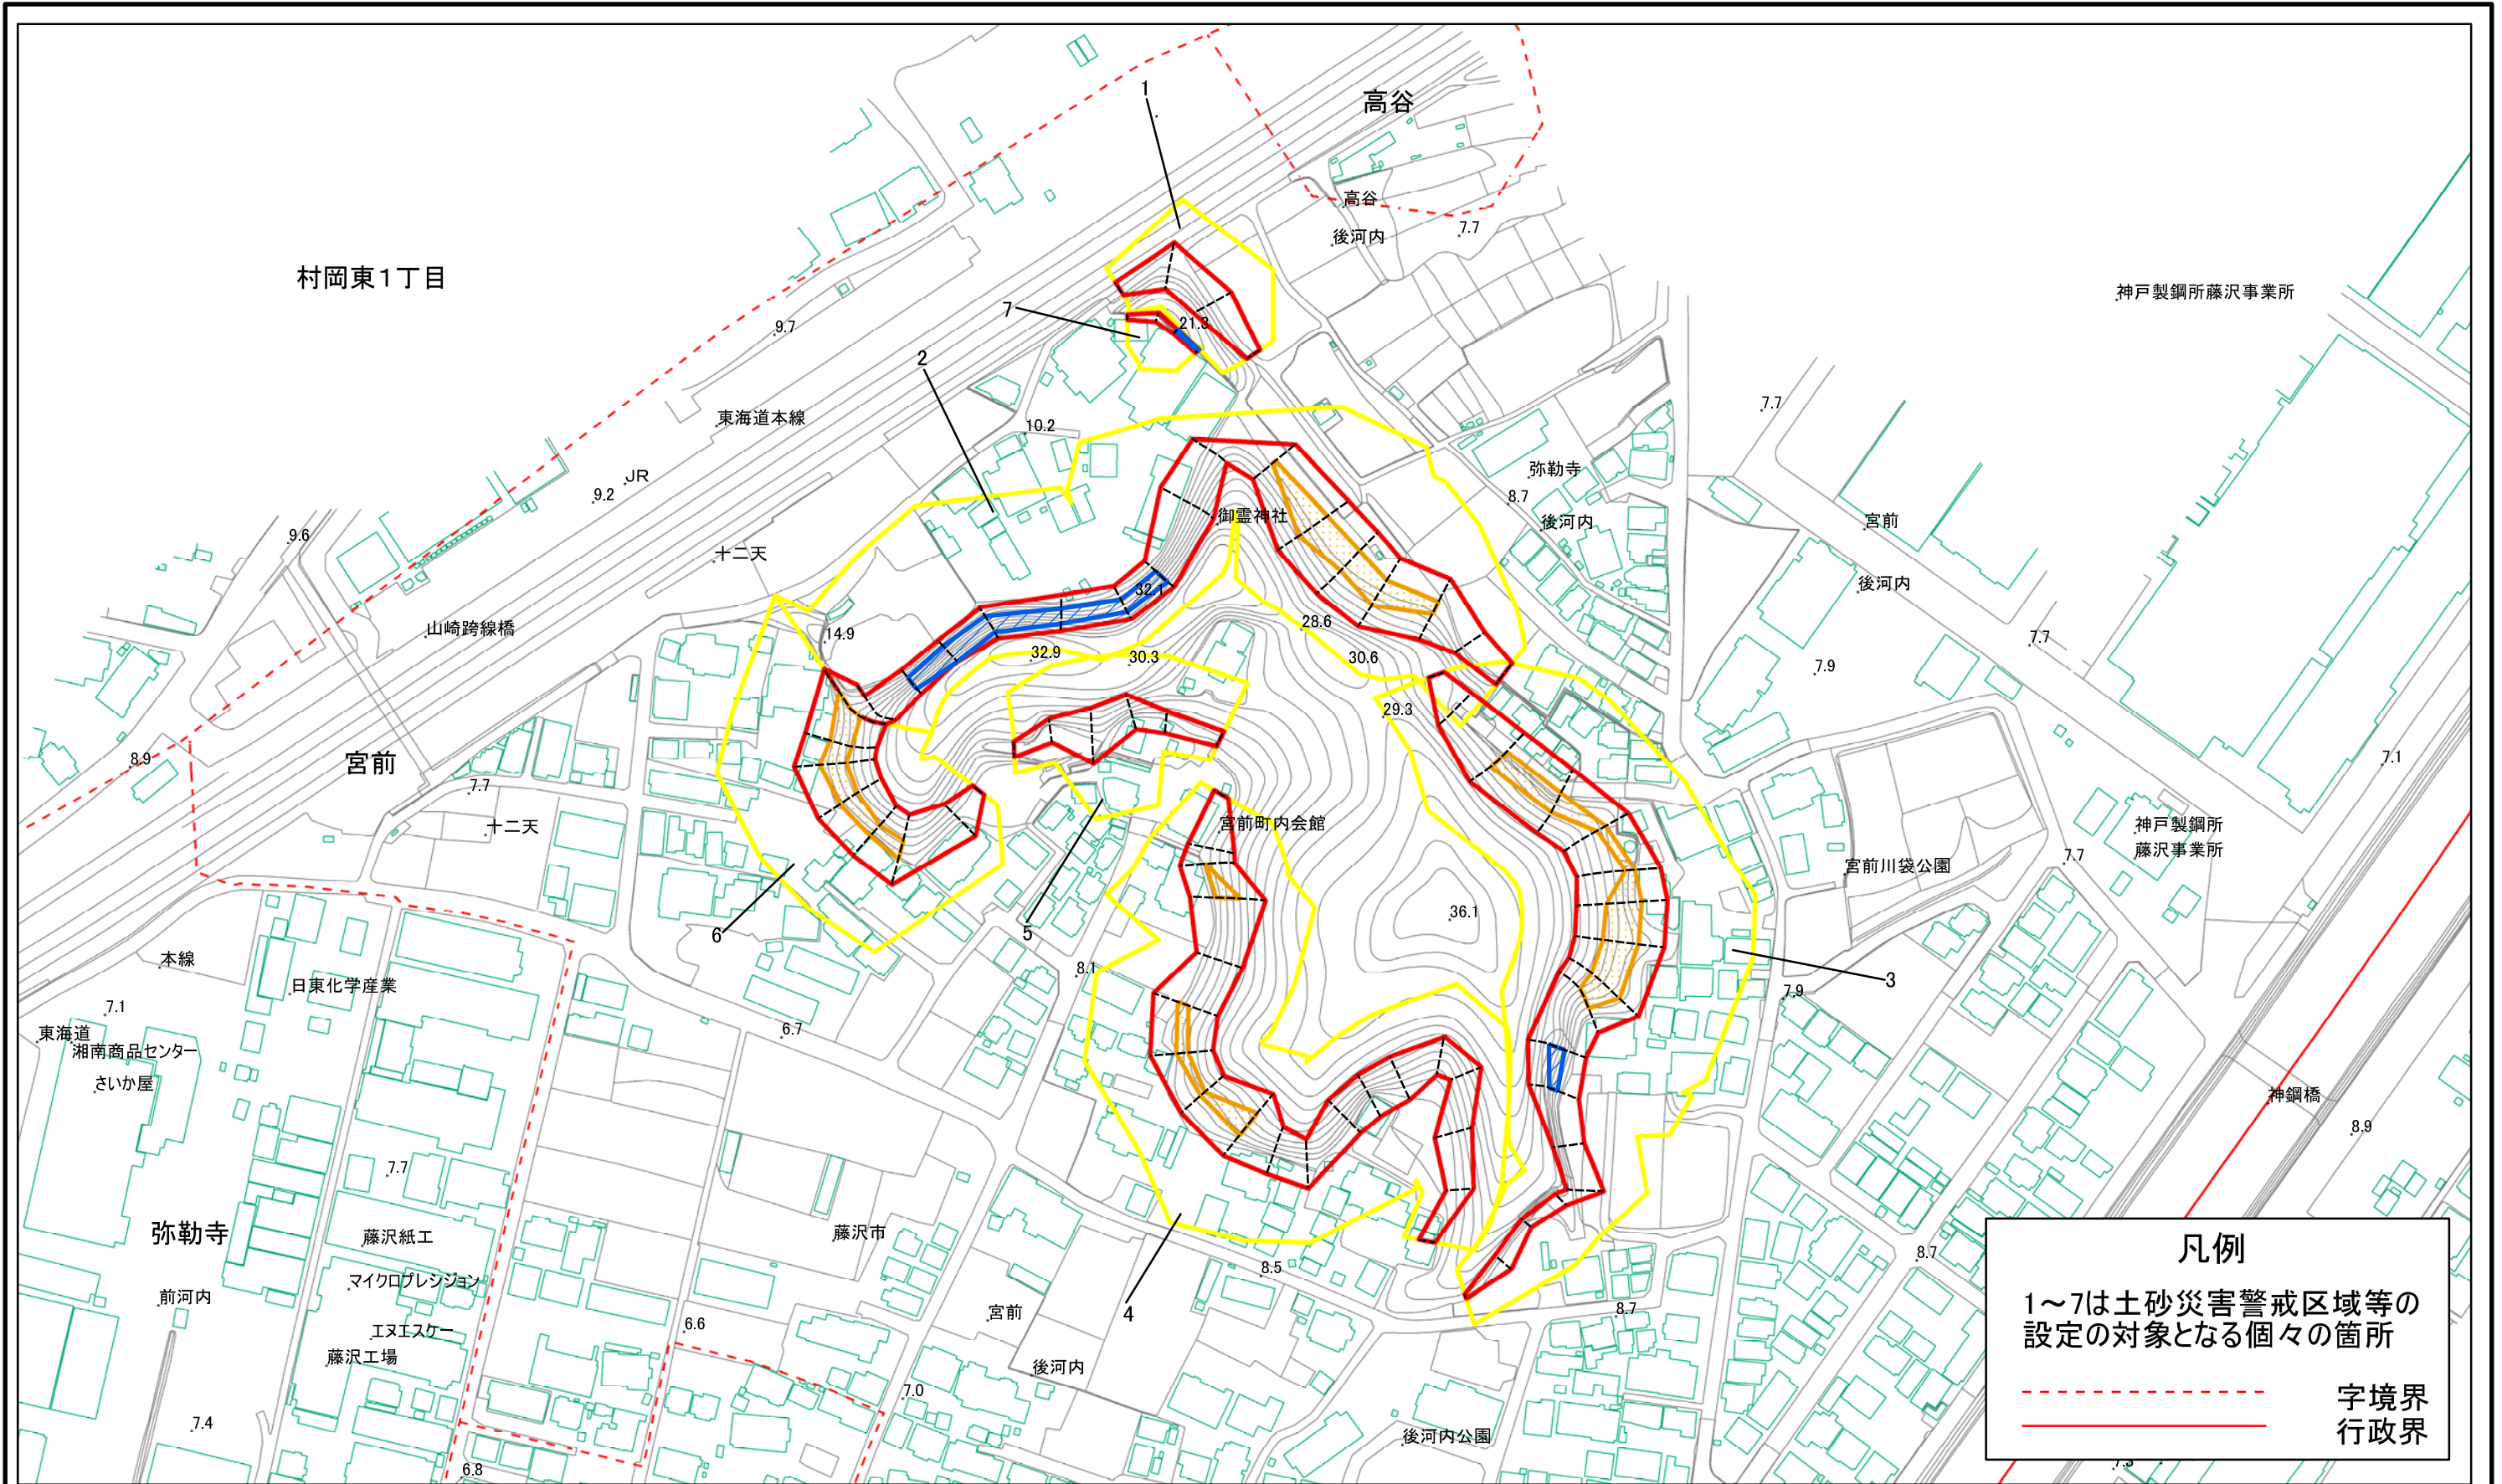 1
高谷
高谷
7.7
後河内
村岡東1丁目
神戸製鋼所藤沢事業所
7
21.3
9.7
2
東海道本線
7.7
10.2
弥勒寺
JR
9.2
8.7
御霊神社
後河内
宮前
9.6
十二天
後河内
32.1
28.6
山崎跨線橋
14.9
7.7
32.9
30.3
30.6
7.9
29.3
8.9
宮前
7.1
7.7
十二天
宮前町内会館
神戸製鋼所
藤沢事業所
7.7
宮前川袋公園
36.1
6
5
本線
8.1
3
日東化学産業
7.9
7.1
6.7
東海道
湘南商品センター
さいか屋
神鋼橋
8.9
7.7
弥勒寺
藤沢紙工
藤沢市
8.7
8.5
マイクロプレシジョン
前河内
宮前
4
8.7
エヌエスケー
6.6
藤沢工場
後河内
7.0
7.4
後河内公園
6.8
7.3
凡例
1～7は土砂災害警戒区域等の
設定の対象となる個々の箇所
字境界
行政界